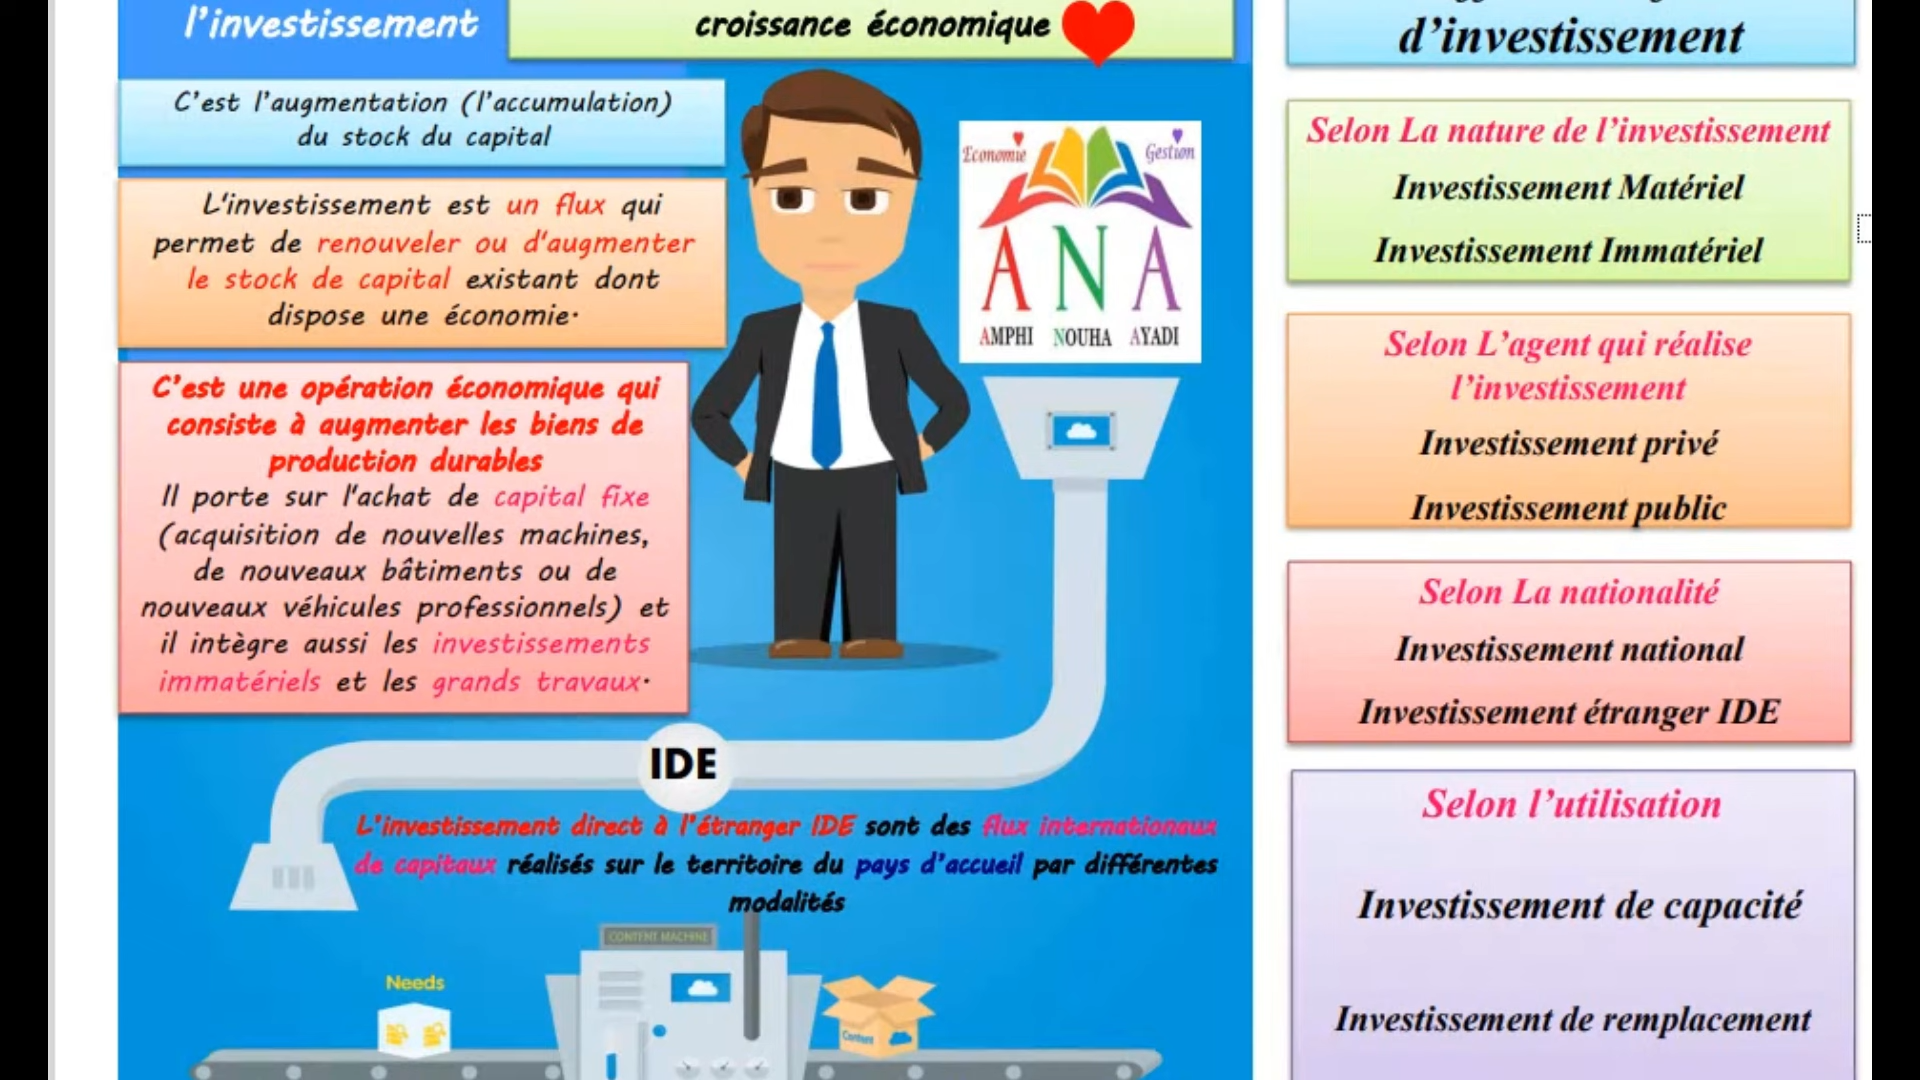 l'investissement
croissance économique
C'est l'augmentation (l'accumulation)
du stock du capital
L'investissement est un flux qui
permet de renouveler ou d'augmenter
le stock de capital existant dont
dispose une économie.
C'est une opération économique qui
consiste à augmenter les biens de
production durables
Il porte sur l'achat de capital fixe
(acquisition de nouvelles machines,
de nouveaux bâtiments ou de
nouveaux véhicules professionnels) et
il intègre aussi les investissements
immatériels et les grands travaux.
Economie Gestion
A N A
AMPHI NOUHA AYADI
IDE
L'investissement direct à l'étranger IDE sont des flux internationaux
de capitaux réalisés sur le territoire du pays d'accueil par différentes
modalités
CONTENT MACHINE
Needs
Content
d'investissement
Selon La nature de l'investissement
Investissement Matériel
Investissement Immatériel
Selon L'agent qui réalise
l'investissement
Investissement privé
Investissement public
Selon La nationalité
Investissement national
Investissement étranger IDE
Selon l'utilisation
Investissement de capacité
Investissement de remplacement